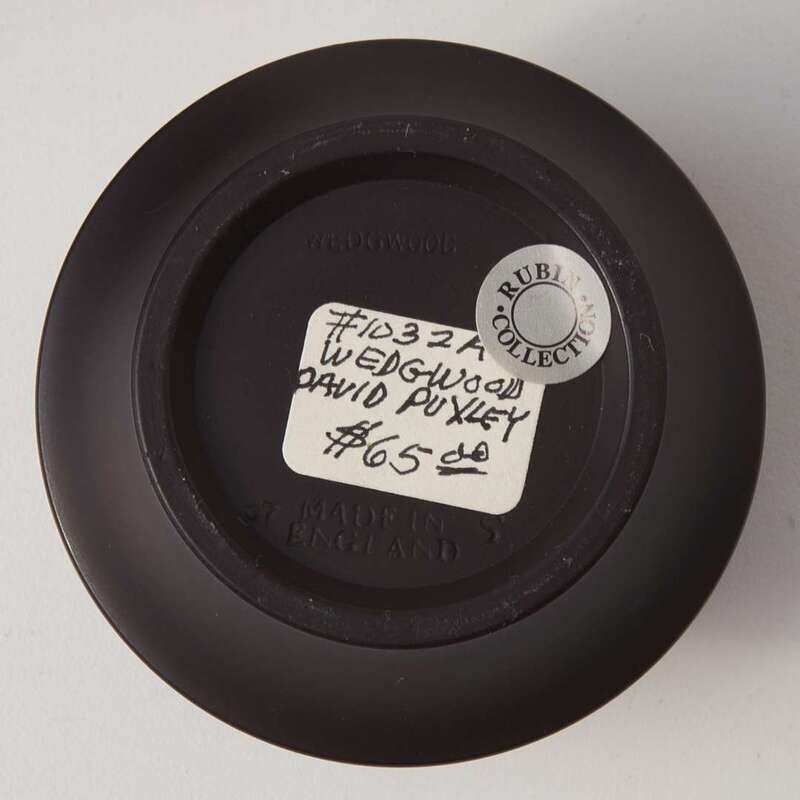 WEDGWOOD
RUBIN
COLLECTION
#1032A
WEDGWOOD
DAVID PUXLEY
$65.00
MADE IN
ENGLAND